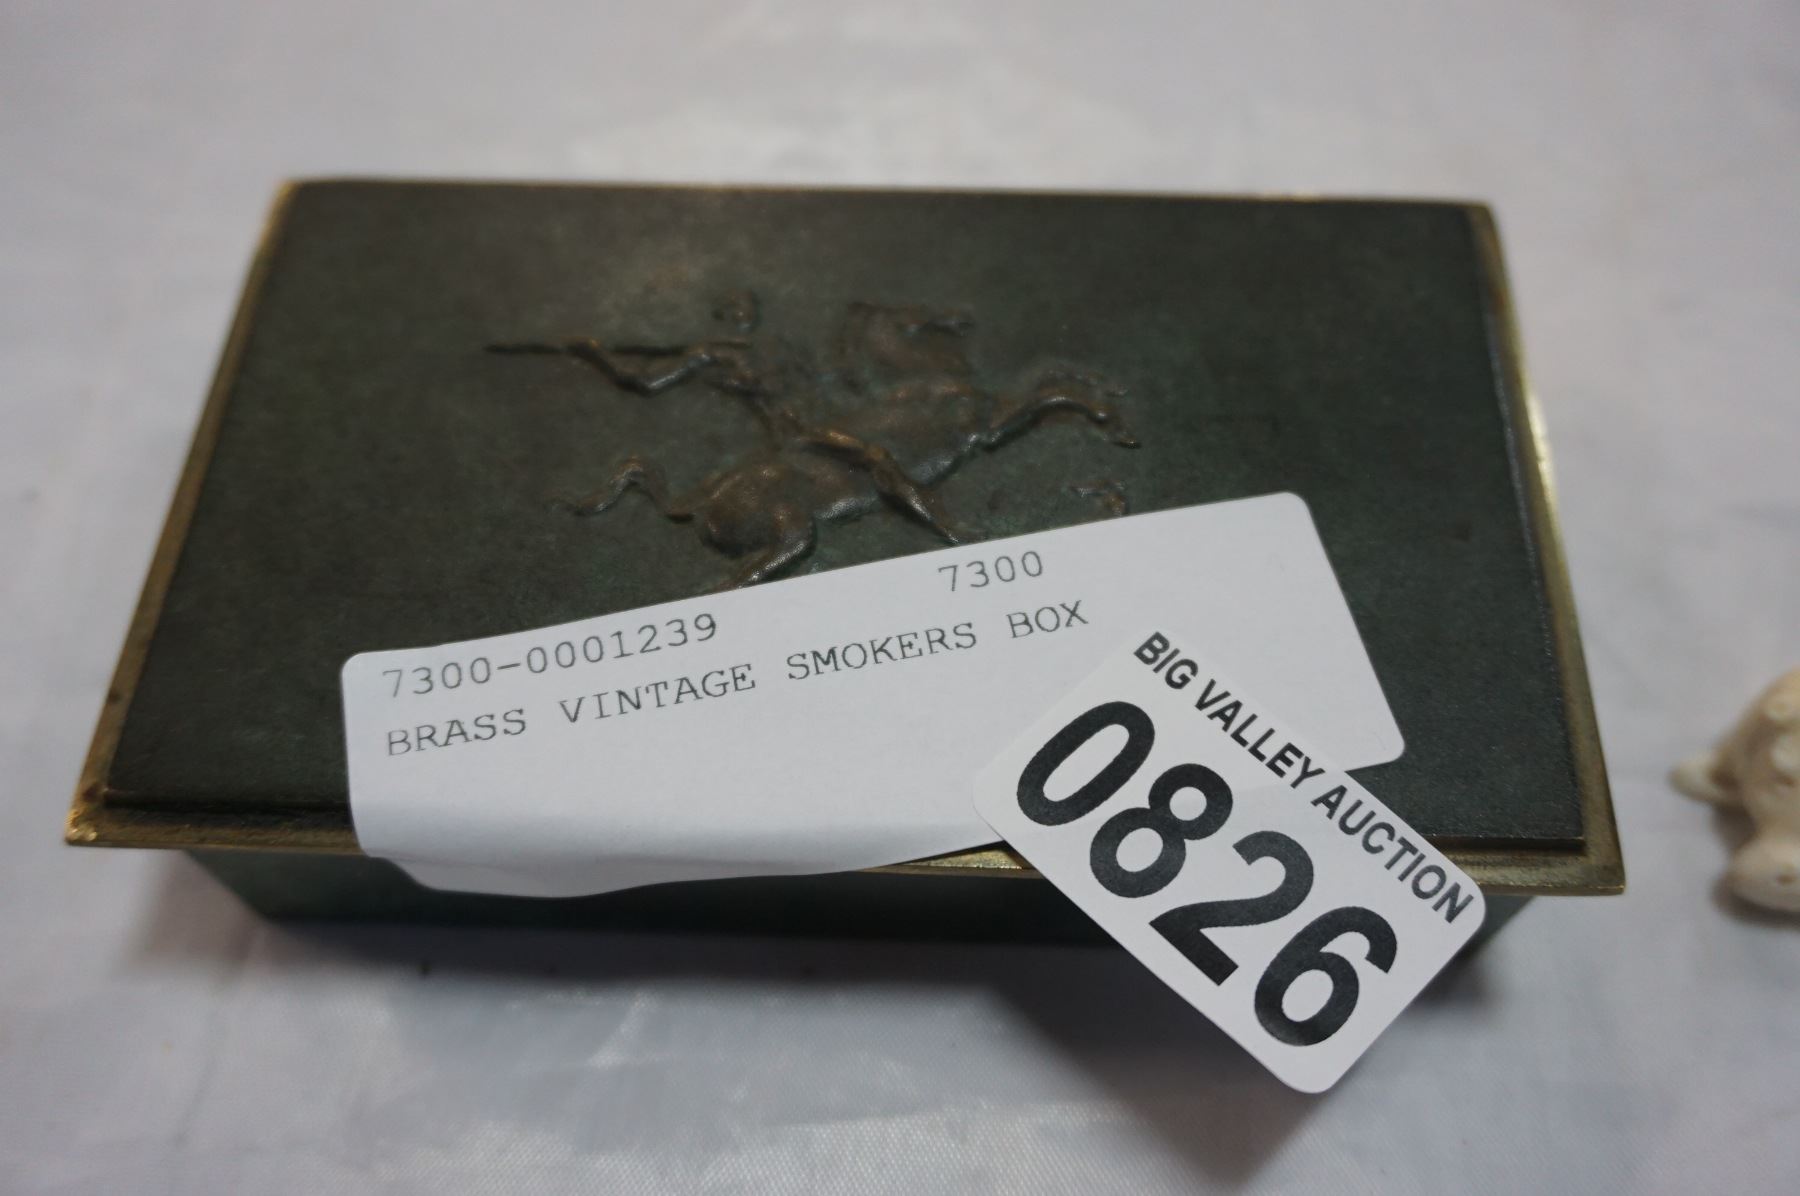 7300-0001239 7300
BRASS VINTAGE SMOKERS BOX
BIG VALLEY AUCTION
0826